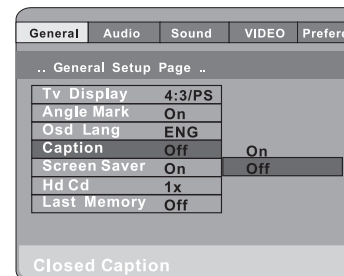 General Audio Sound VIDEO Prefere
.. General Setup Page ..
Tv Display 4:3/PS
Angle Mark On
Osd Lang ENG
Caption Off On
Screen Saver On Off
Hd Cd 1x
Last Memory Off
Closed Caption